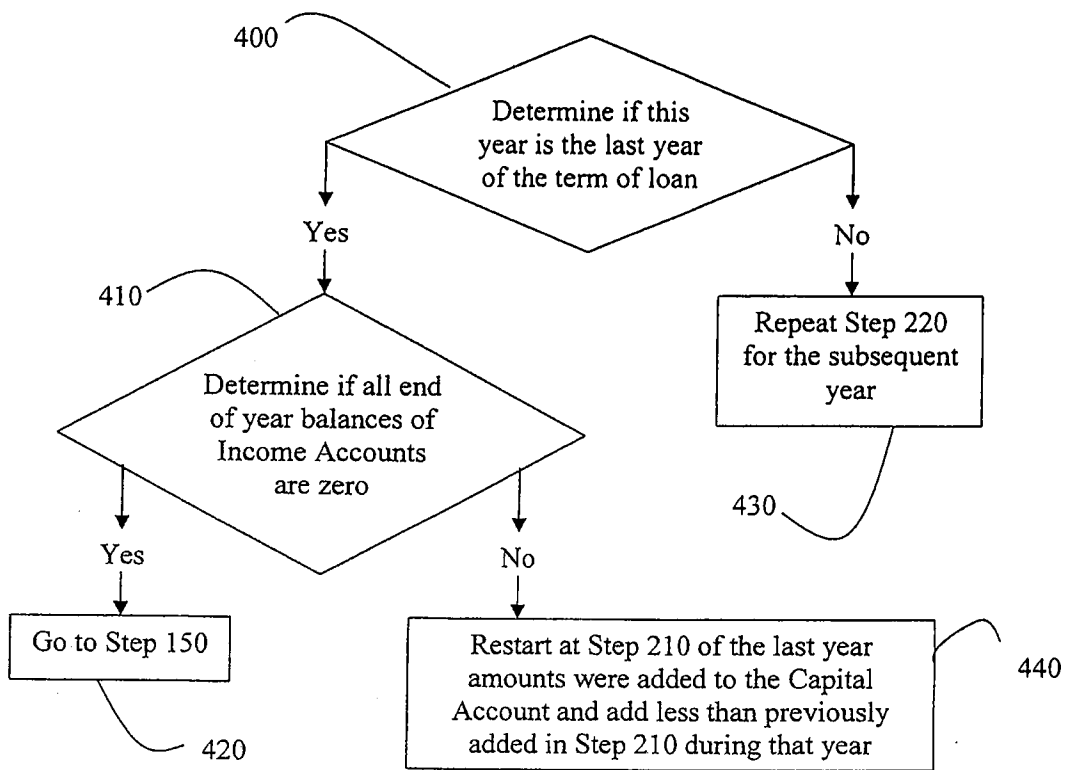 400
Determine if this
year is the last year
of the term of loan
Yes
No
410
Repeat Step 220
for the subsequent
year
Determine if all end
of year balances of
Income Accounts
are zero
430
Yes
No
Go to Step 150
Restart at Step 210 of the last year
amounts were added to the Capital
Account and add less than previously
added in Step 210 during that year
440
420